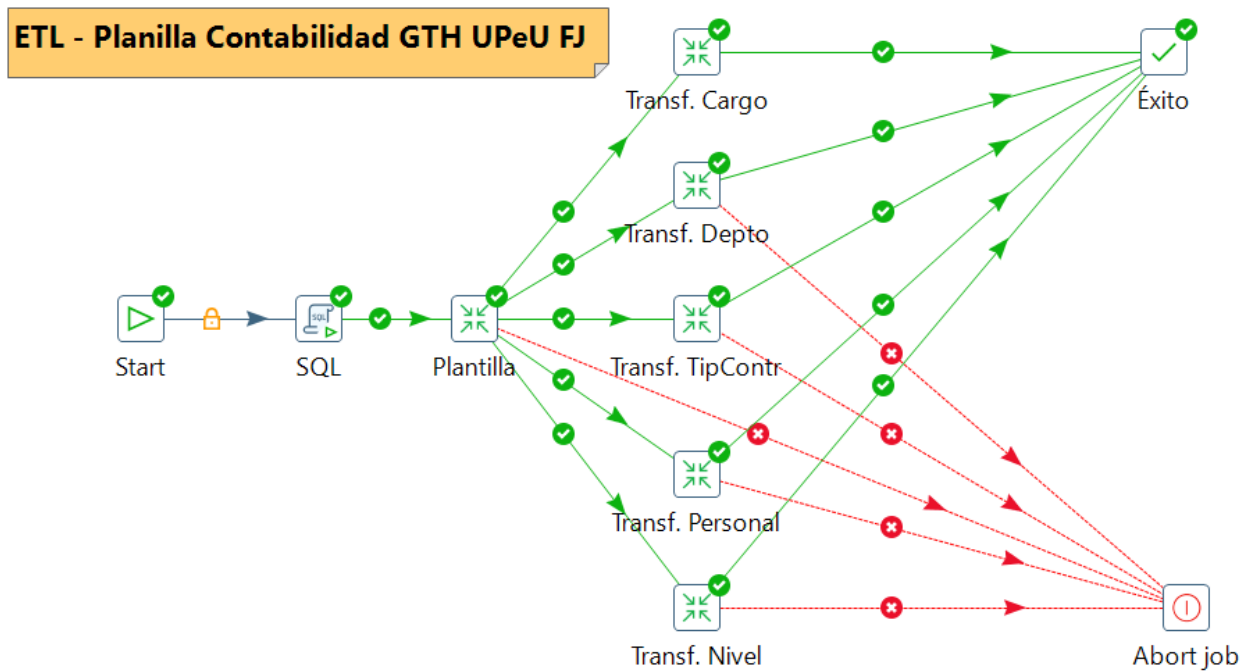 ETL - Planilla Contabilidad GTH UPeU FJ
Transf. Cargo
Éxito
Transf. Depto
Start
SQL
SQL
Plantilla
Transf. TipContr
Transf. Personal
Transf. Nivel
Abort job